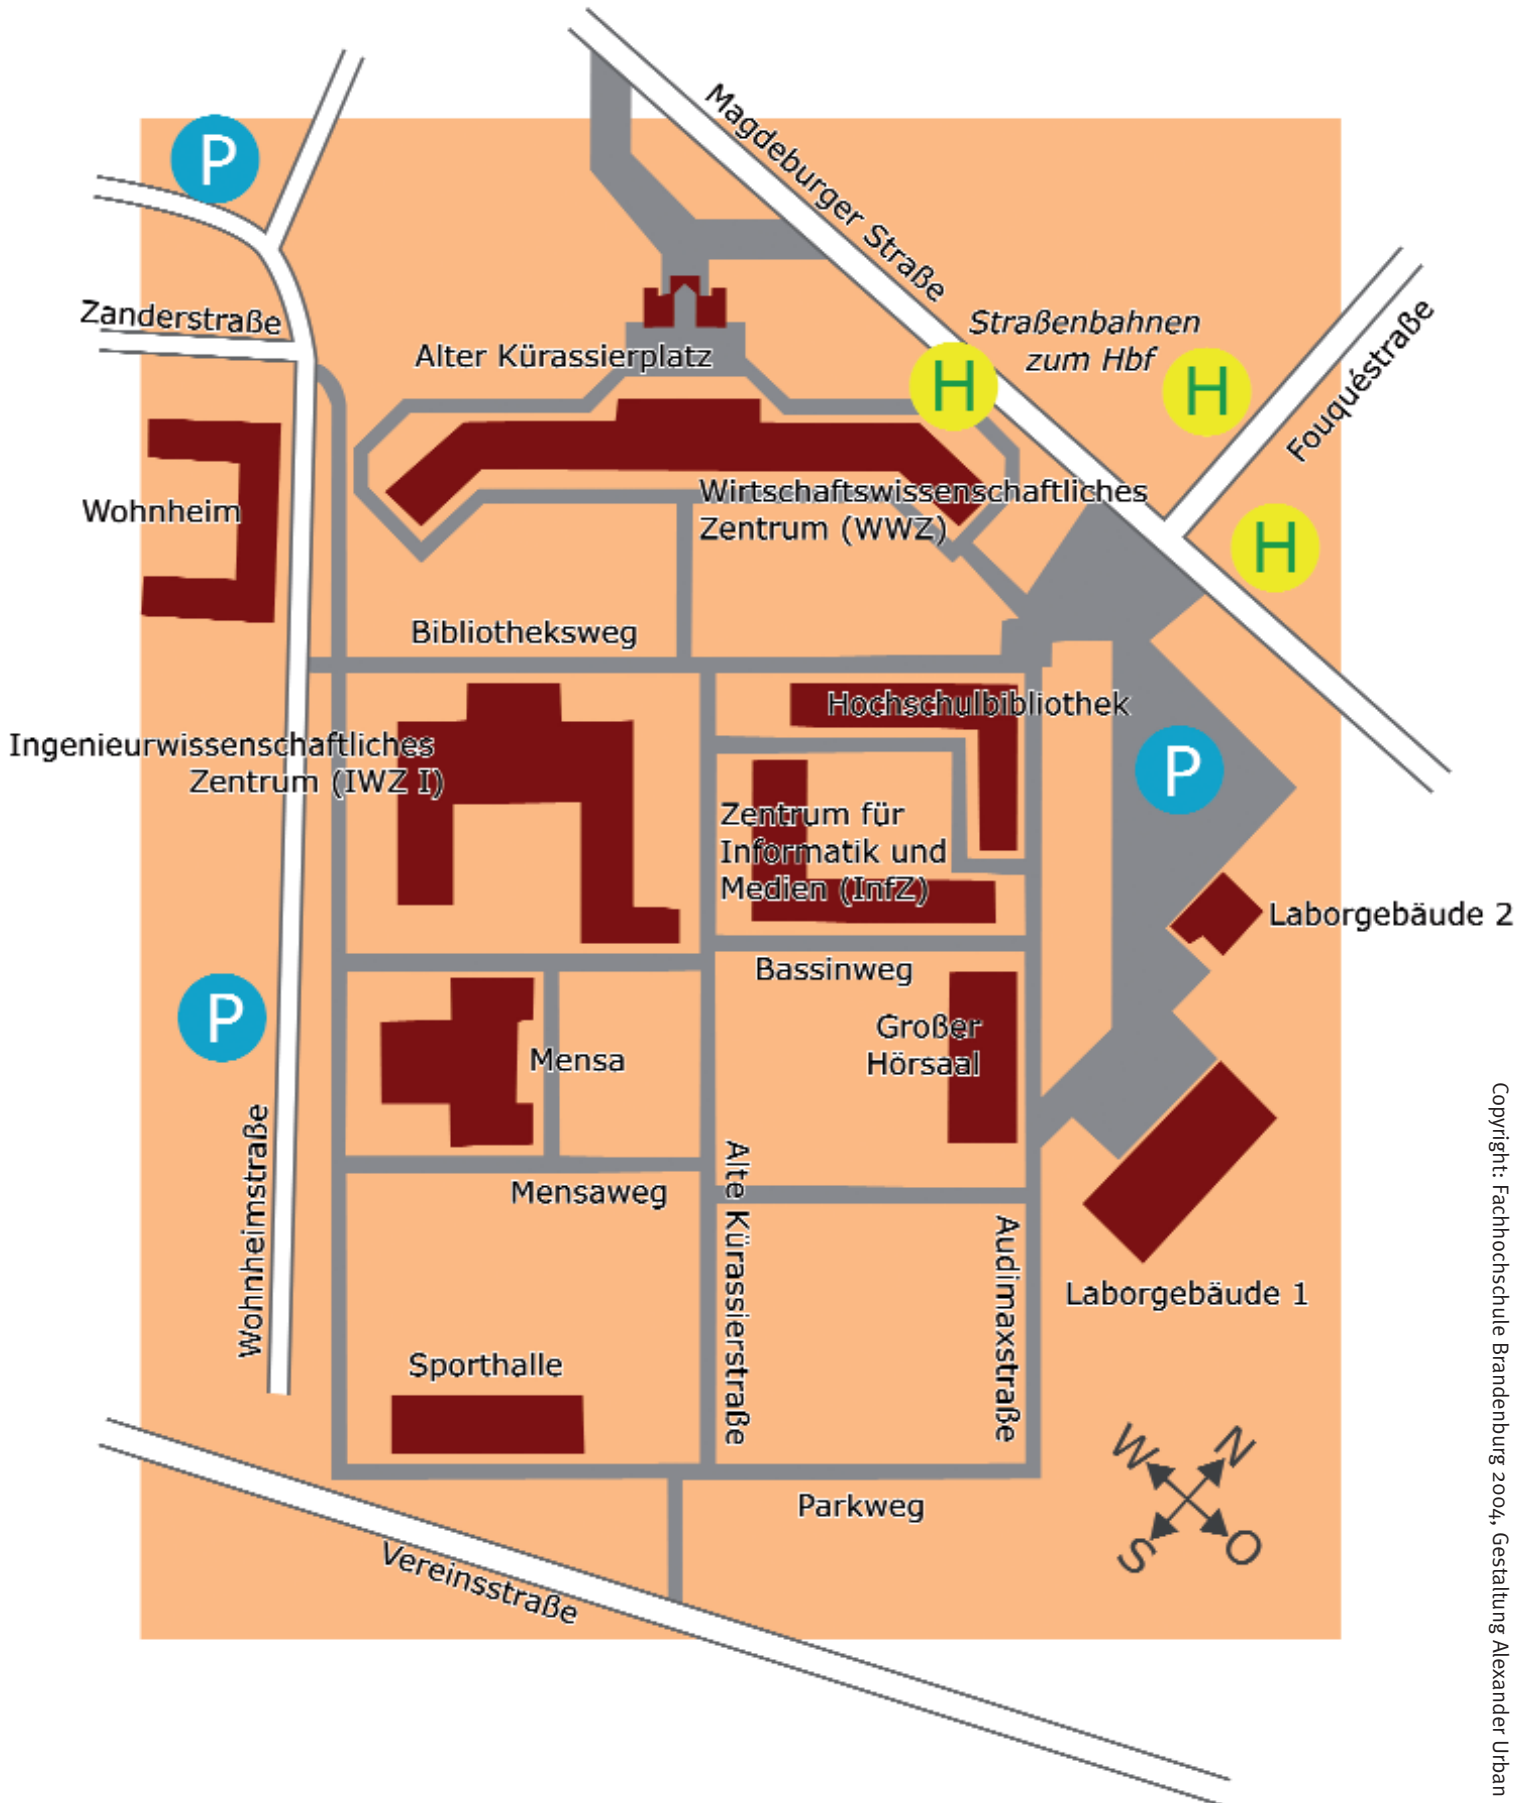 P
Magdeburger Straße
Zanderstraße
Straßenbahnen
zum Hbf
Alter Kürassierplatz
H
H
Fouquéstraße
Wohnheim
Wirtschaftswissenschaftliches
Zentrum (WWZ)
H
Bibliotheksweg
Hochschulbibliothek
Ingenieurwissenschaftliches
Zentrum (IWZ I)
P
Zentrum für
Informatik und
Medien (InfZ)
Laborgebäude 2
Bassinweg
P
Großer
Hörsaal
Mensa
Mensaweg
Wohnheimstraße
Alte Kürassierstraße
Audimaxstraße
Laborgebäude 1
Sporthalle
Parkweg
W N
S O
Vereinsstraße
Copyright: Fachhochschule Brandenburg 2004, Gestaltung Alexander Urban